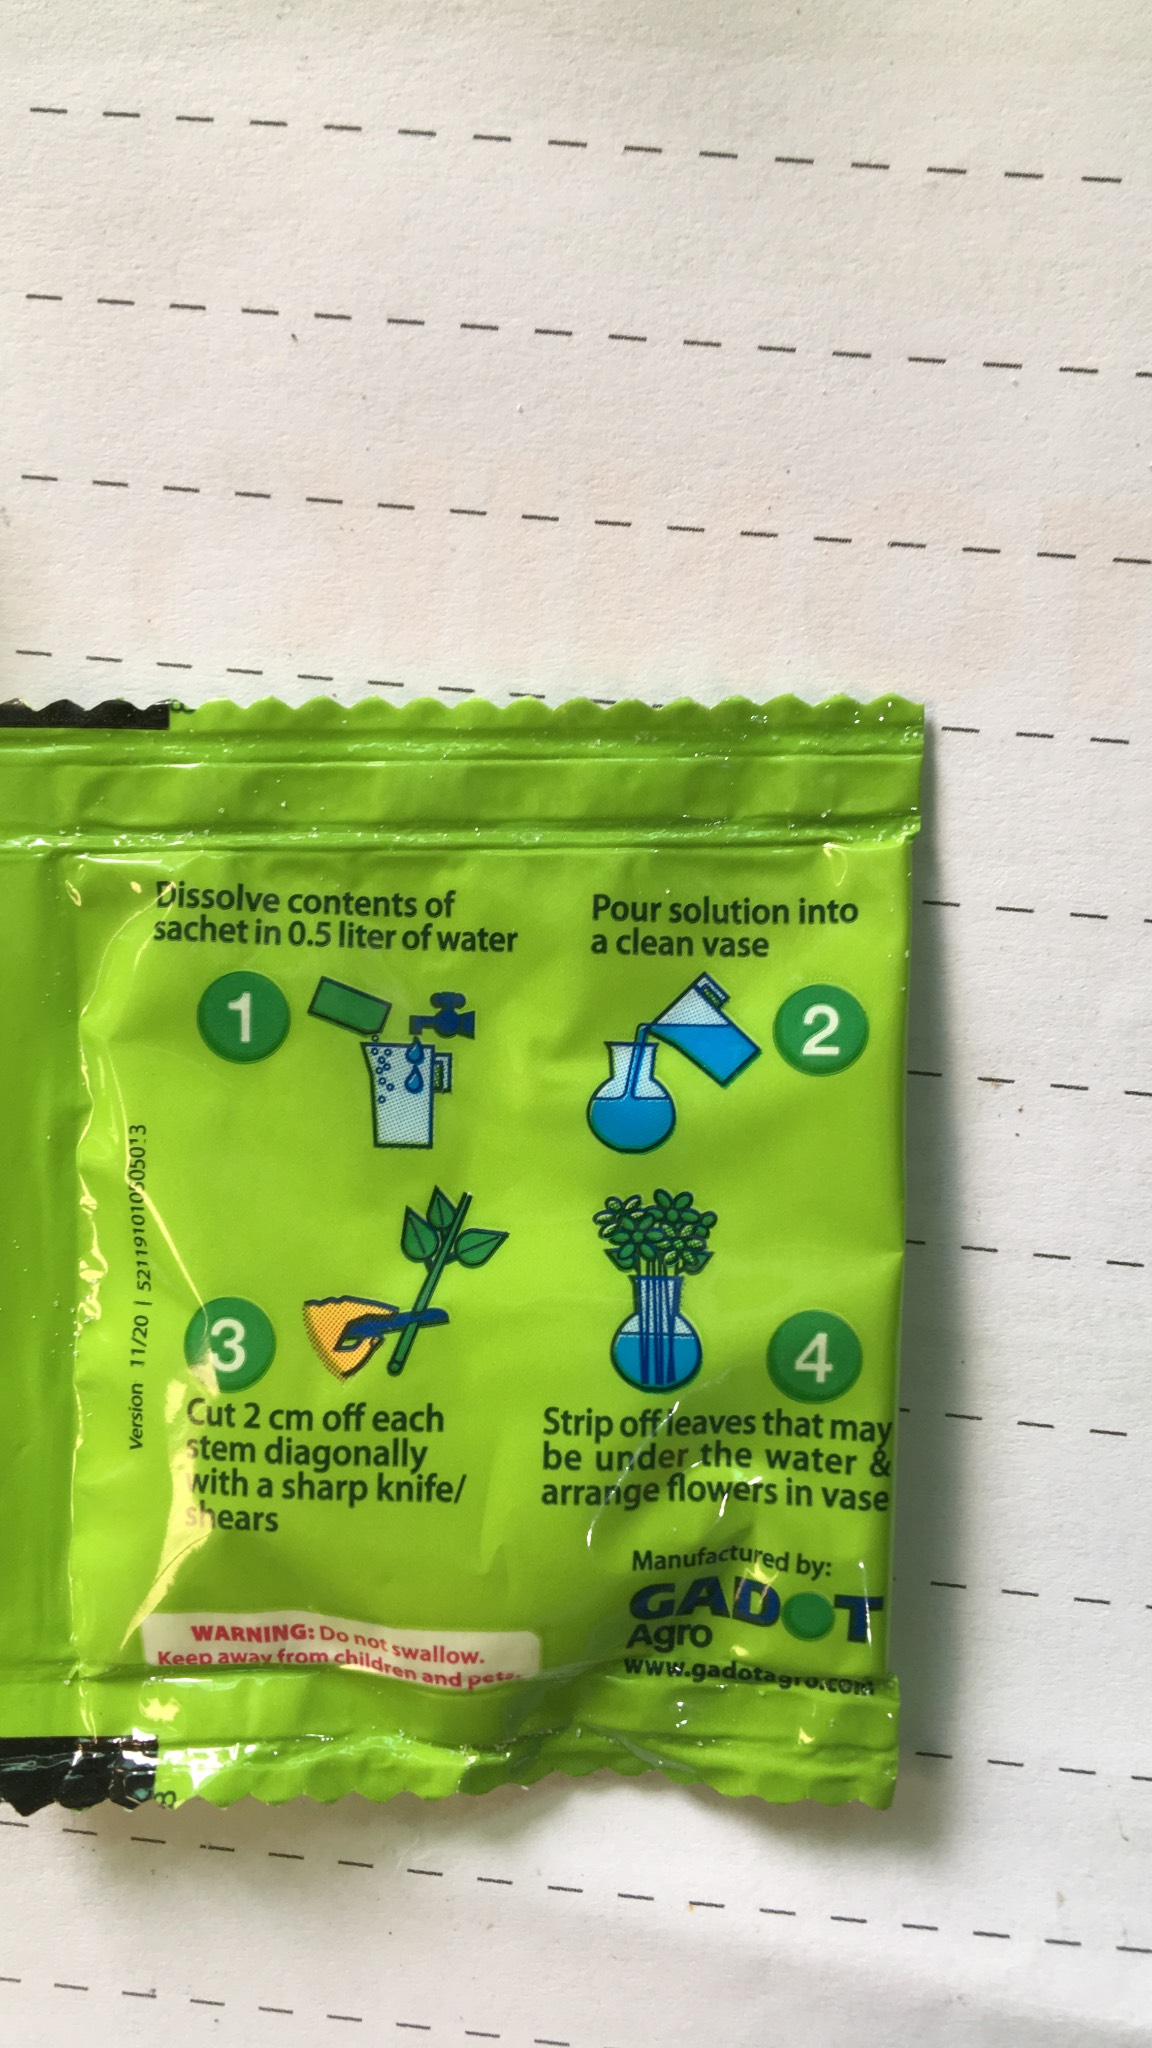 Dissolve contents of
sachet in 0.5 liter of water
1
Pour solution into
a clean vase
2
3
Cut 2 cm off each
stem diagonally
with a sharp knife/
shears
4
Strip off leaves that may
be under the water &
arrange flowers in vase
Version 11/20 | 521191010505013
WARNING: Do not swallow.
Keep away from children and pets.
Manufactured by:
GADOT
Agro
www.gadotagro.com